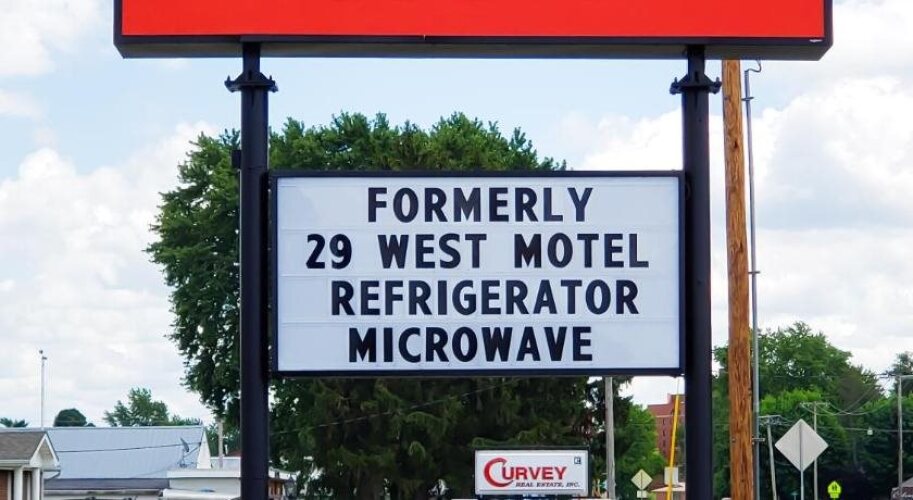 FORMERLY
29 WEST MOTEL
REFRIGERATOR
MICROWAVE
CURVEY
REAL ESTATE, INC.